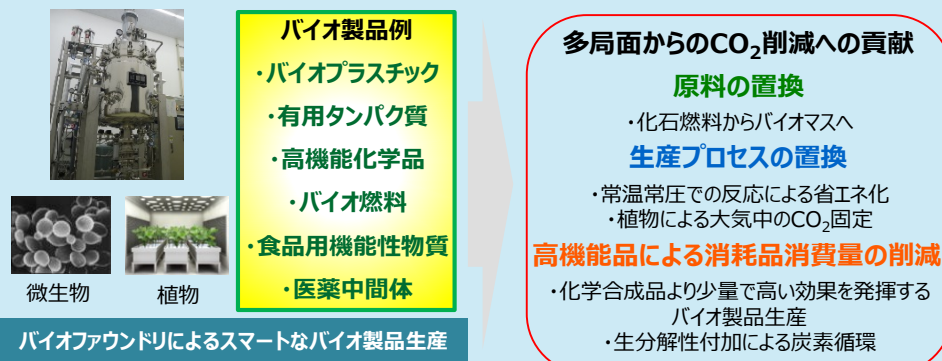 バイオ製品例
・バイオプラスチック
・有用タンパク質
・高機能化学品
・バイオ燃料
・食品用機能性物質
・医薬中間体
微生物
植物
バイオファウンドリによるスマートなバイオ製品生産
多局面からのCO₂削減への貢献
原料の置換
・化石燃料からバイオマスへ
生産プロセスの置換
・常温常圧での反応による省エネ化
・植物による大気中のCO₂固定
高機能品による消耗品消費量の削減
・化学合成品より少量で高い効果を発揮する
バイオ製品生産
・生分解性付加による炭素循環